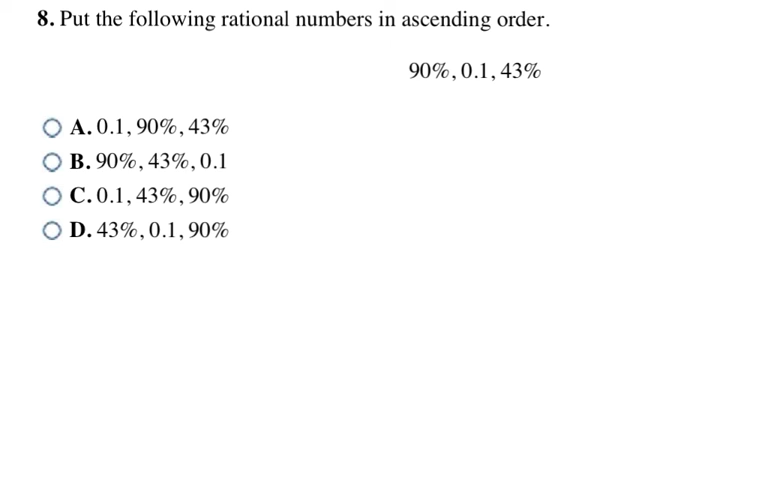 8. Put the following rational numbers in ascending order.
90%, 0.1, 43%
A. 0.1, 90%, 43%
B. 90%, 43%, 0.1
C. 0.1, 43%, 90%
D. 43%, 0.1, 90%